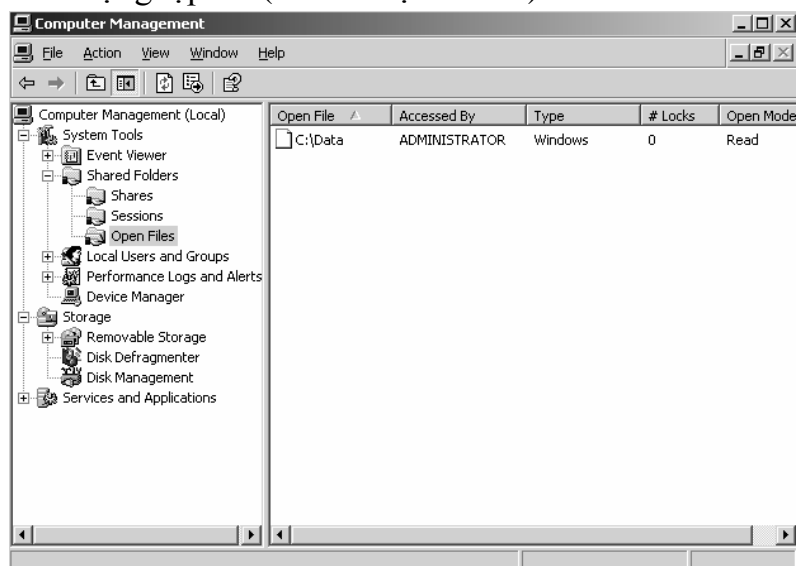 Computer Management
File Action View Window Help
Computer Management (Local)
System Tools
Event Viewer
Shared Folders
Shares
Sessions
Open Files
Local Users and Groups
Performance Logs and Alerts
Device Manager
Storage
Removable Storage
Disk Defragmenter
Disk Management
Services and Applications
Open File Accessed By Type # Locks Open Mode
C:\Data ADMINISTRATOR Windows 0 Read